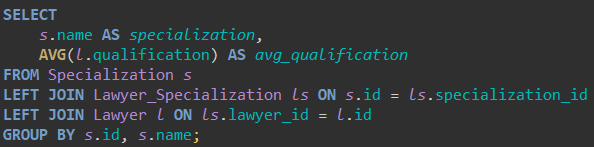 SELECT
s.name AS specialization,
AVG(l.qualification) AS avg_qualification
FROM Specialization s
LEFT JOIN Lawyer_Specialization ls ON s.id = ls.specialization_id
LEFT JOIN Lawyer l ON ls.lawyer_id = l.id
GROUP BY s.id, s.name;